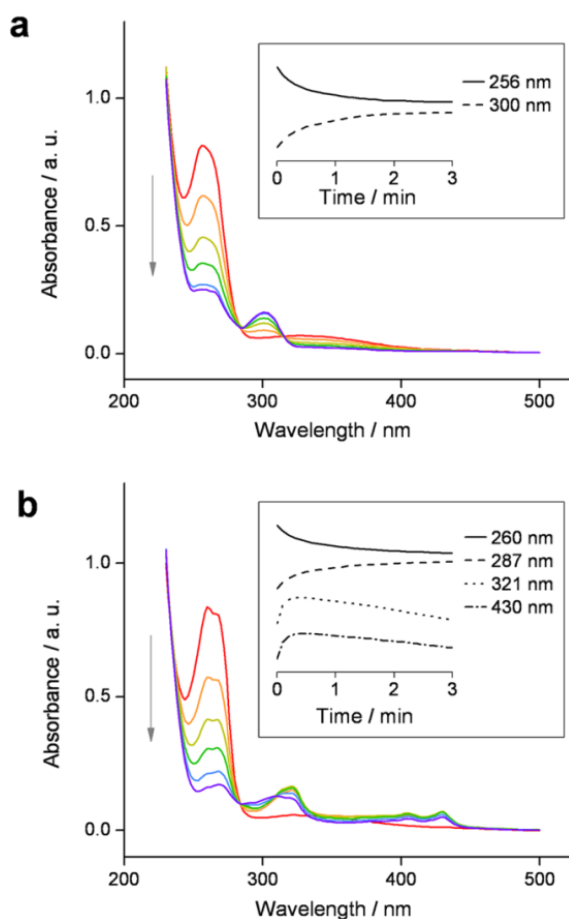 a
Absorbance / a. u.
1.0
0.5
0.0
200 300 400 500
Wavelength / nm
256 nm
300 nm
0 1 2 3
Time / min
b
Absorbance / a. u.
1.0
0.5
0.0
200 300 400 500
Wavelength / nm
260 nm
287 nm
321 nm
430 nm
0 1 2 3
Time / min